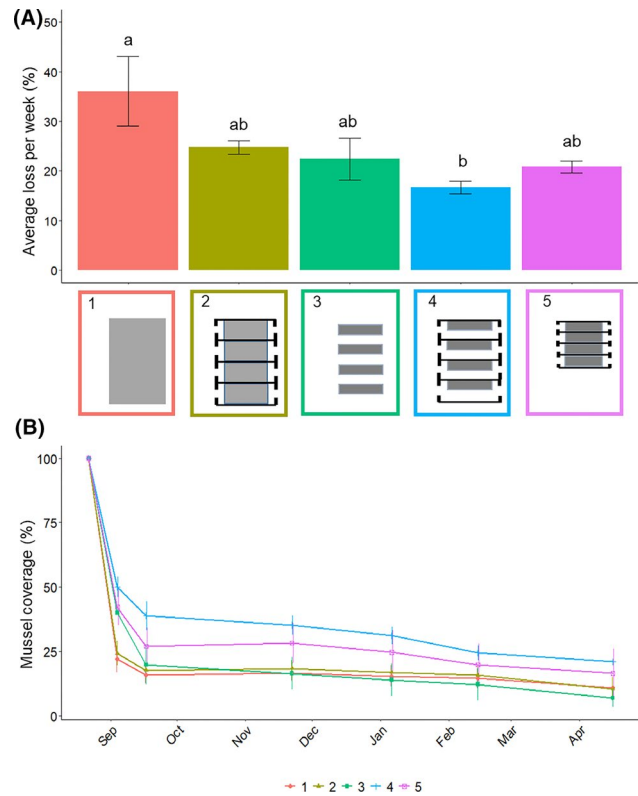 (A)
Average loss per week (%)
50
40
30
20
10
0
a
ab
ab
b
ab
1
2
3
4
5
(B)
Mussel coverage (%)
100
75
50
25
0
Sep
Oct
Nov
Dec
Jan
Feb
Mar
Apr
1 2 3 4 5